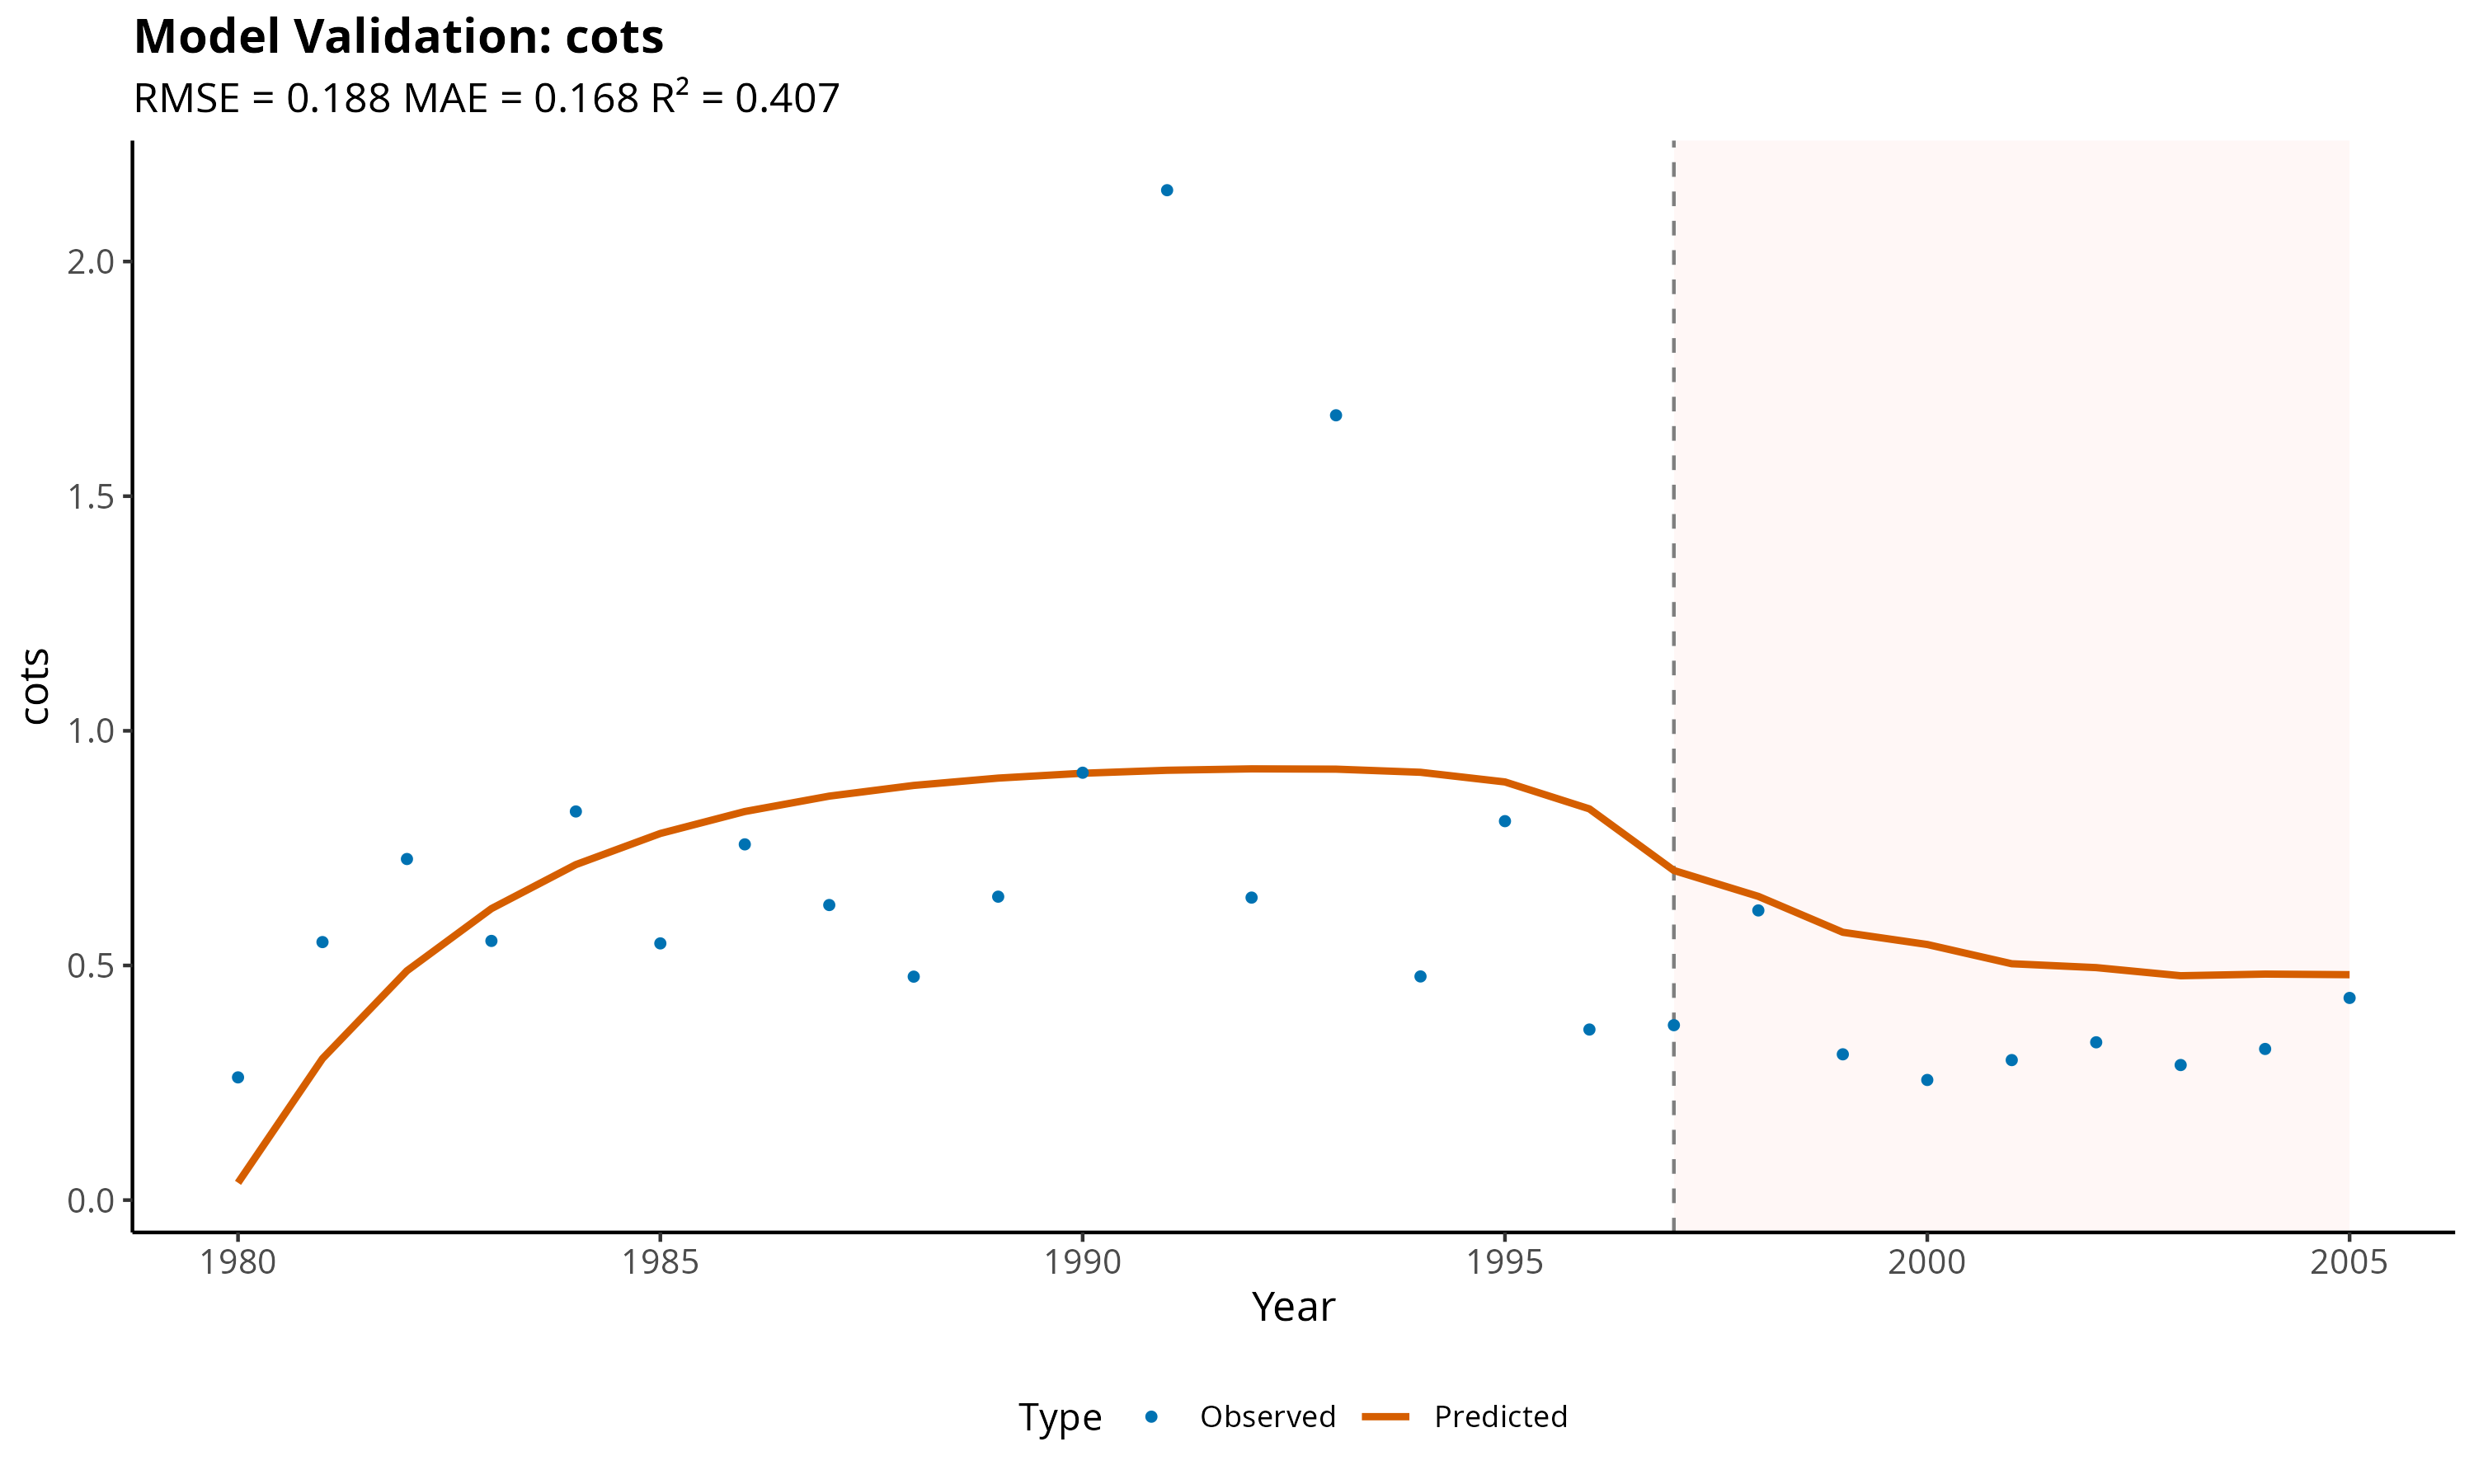 Model Validation: cots
RMSE = 0.188 MAE = 0.168 R² = 0.407
2.0
1.5
1.0
0.5
0.0
cots
1980 1985 1990 1995 2000 2005
Year
Type Observed Predicted